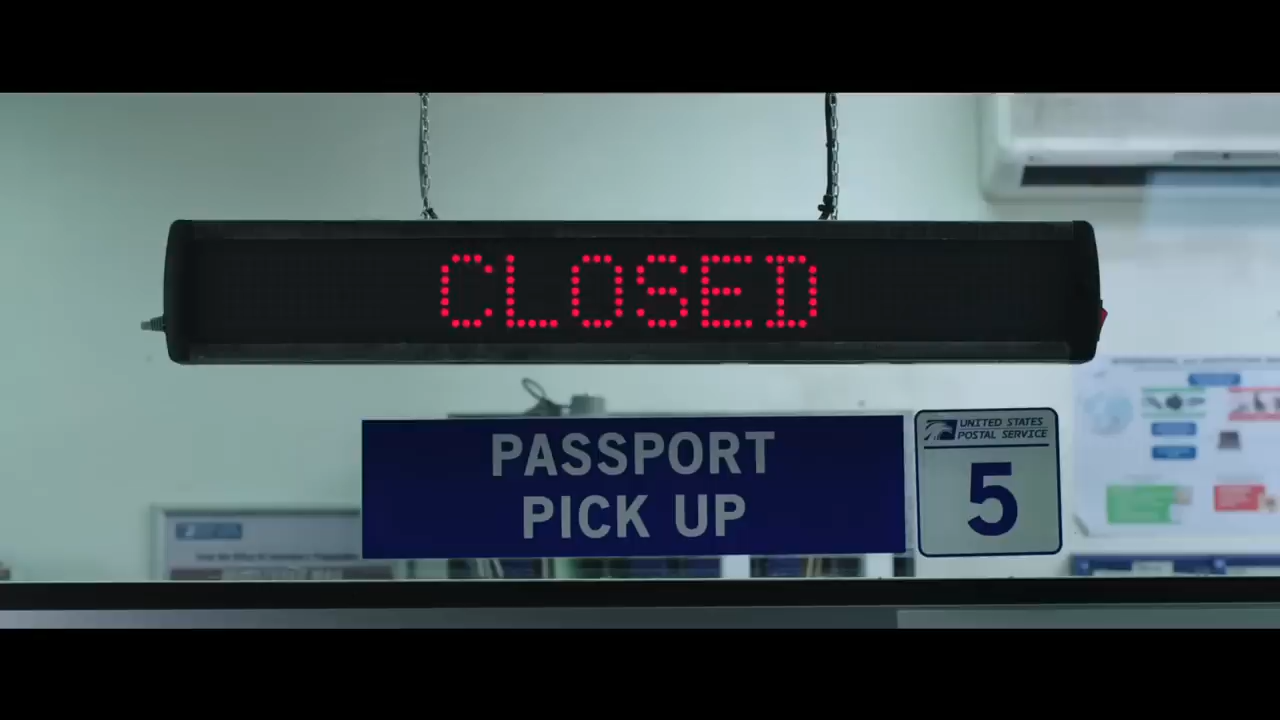 CLOSED
PASSPORT
PICK UP
UNITED STATES
POSTAL SERVICE
5